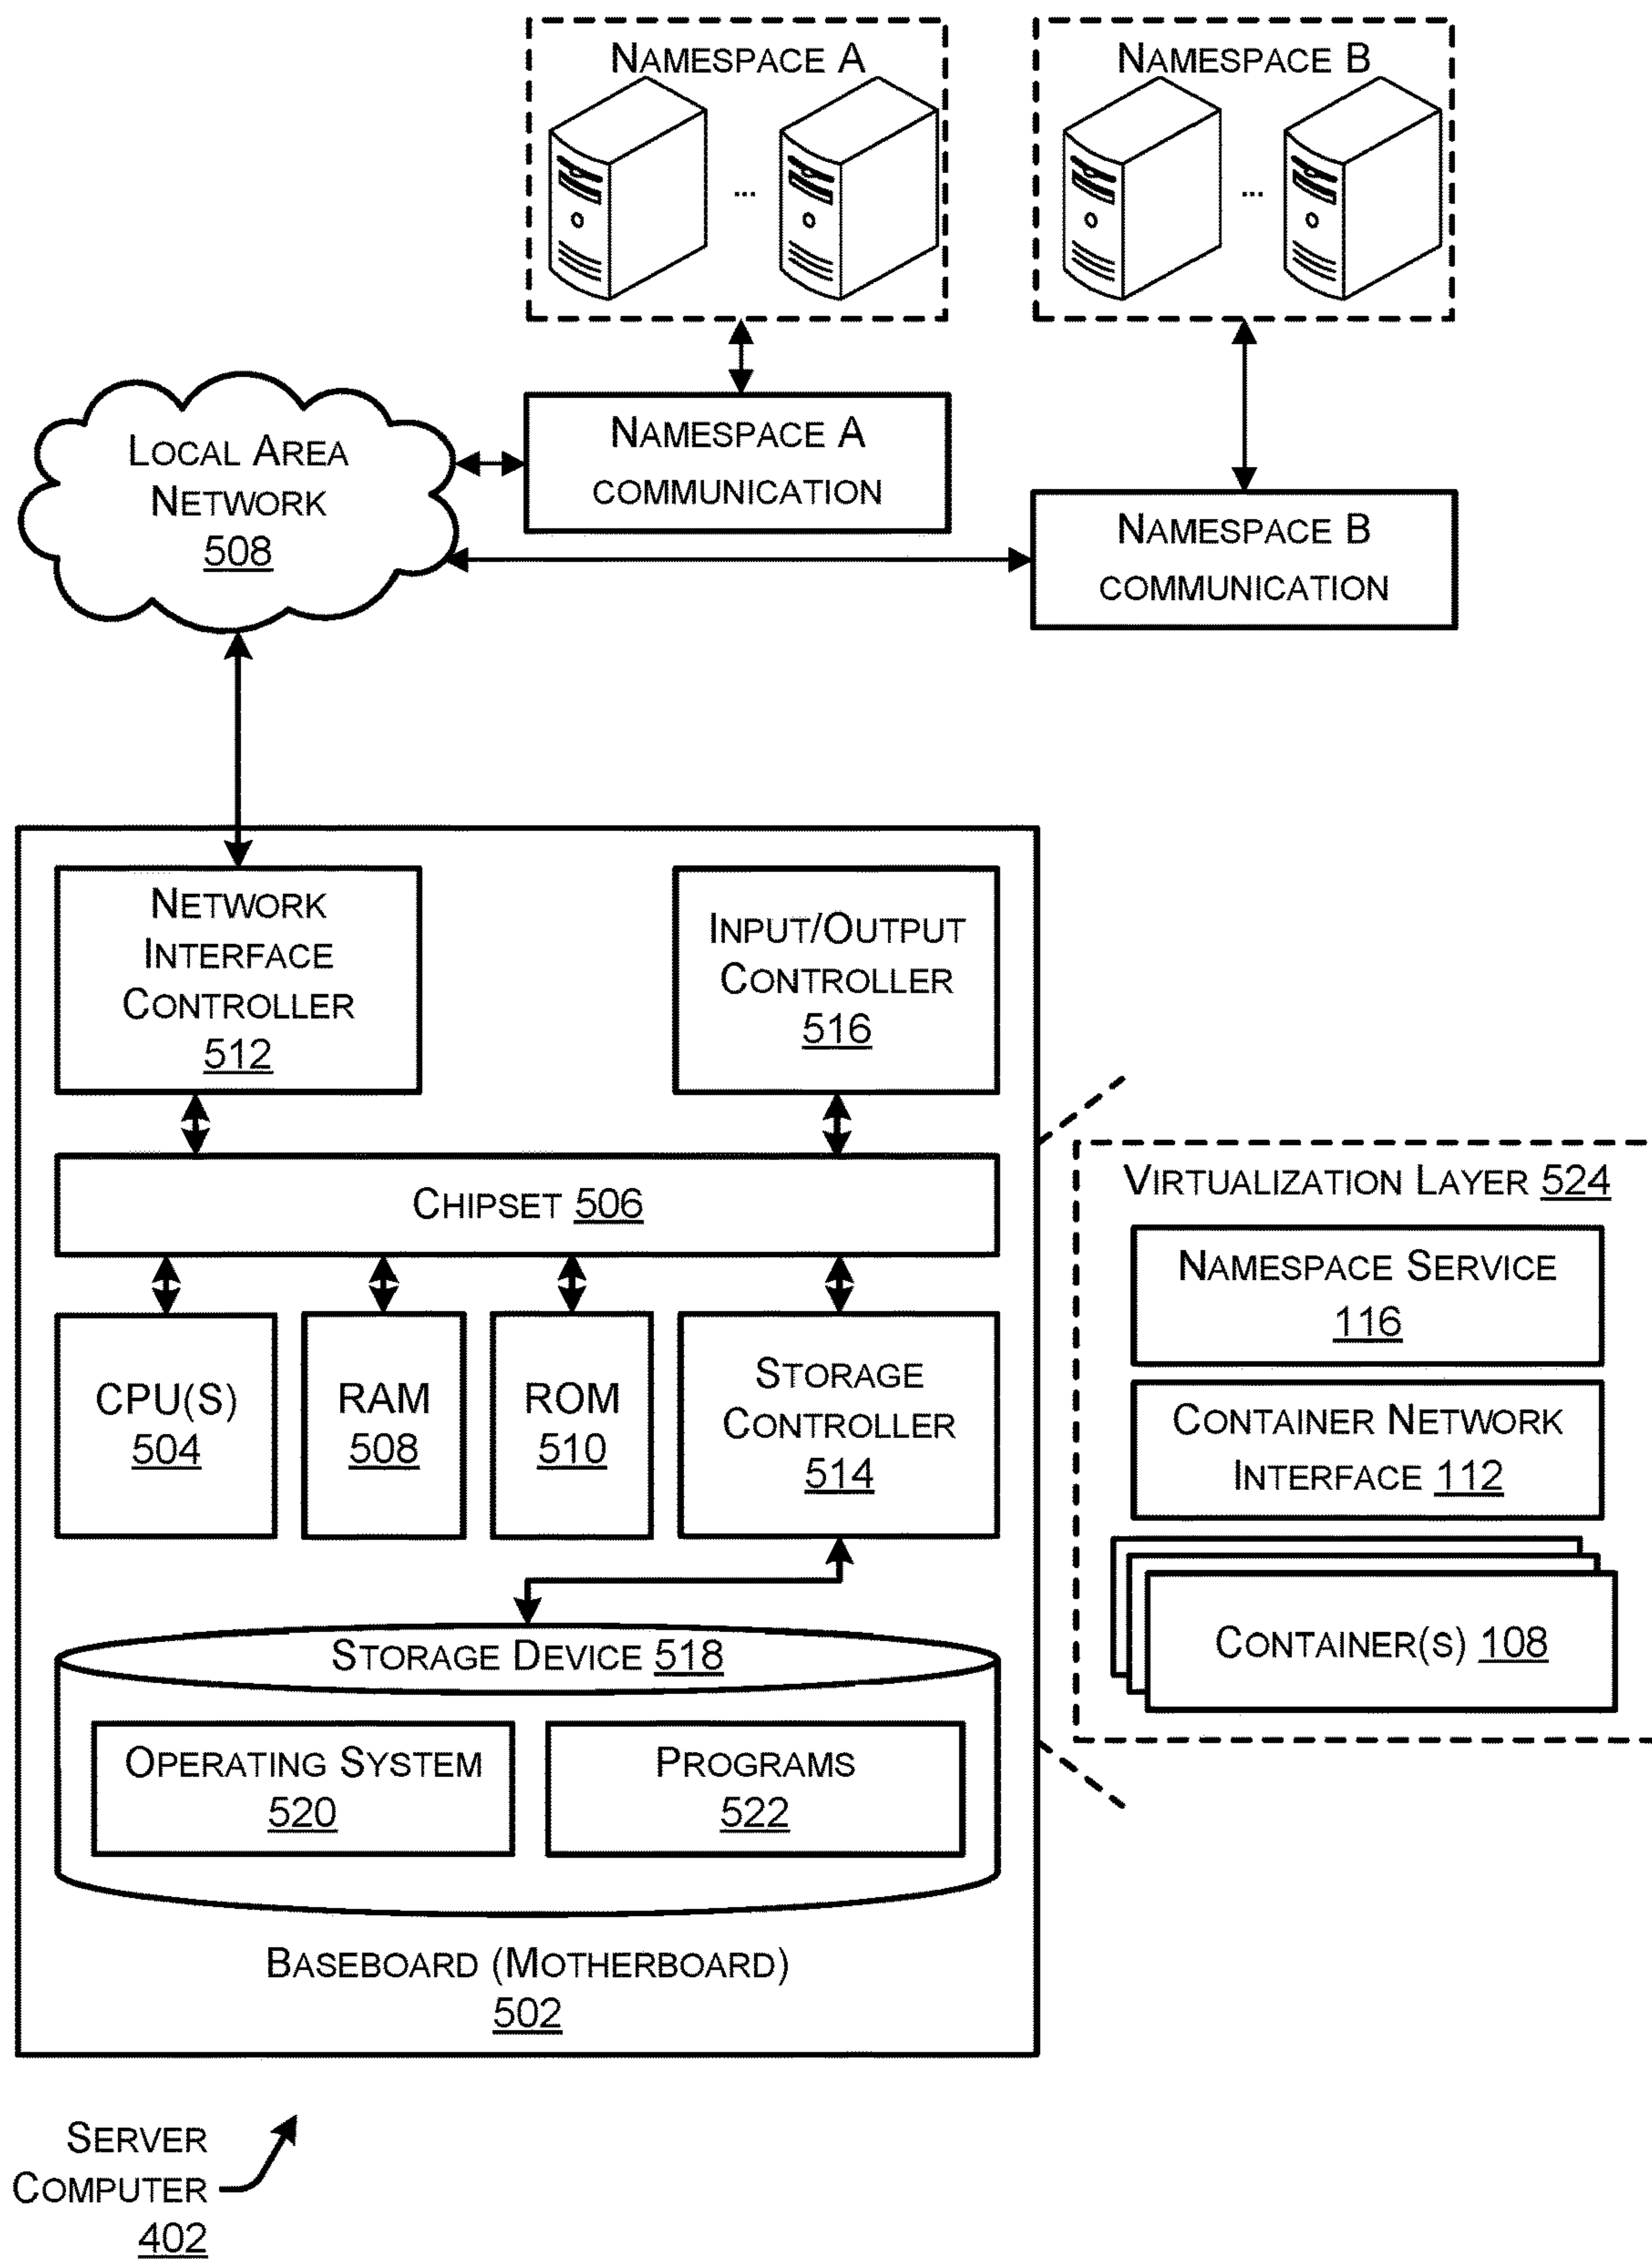 NAMESPACE A
NAMESPACE B
...
...
LOCAL AREA
NETWORK
508
NAMESPACE A
COMMUNICATION
NAMESPACE B
COMMUNICATION
NETWORK
INTERFACE
CONTROLLER
512
INPUT/OUTPUT
CONTROLLER
516
CHIPSET 506
CPU(S)
504
RAM
508
ROM
510
STORAGE
CONTROLLER
514
STORAGE DEVICE 518
OPERATING SYSTEM
520
PROGRAMS
522
BASEBOARD (MOTHERBOARD)
502
VIRTUALIZATION LAYER 524
NAMESPACE SERVICE
116
CONTAINER NETWORK
INTERFACE 112
CONTAINER(S) 108
SERVER
COMPUTER
402